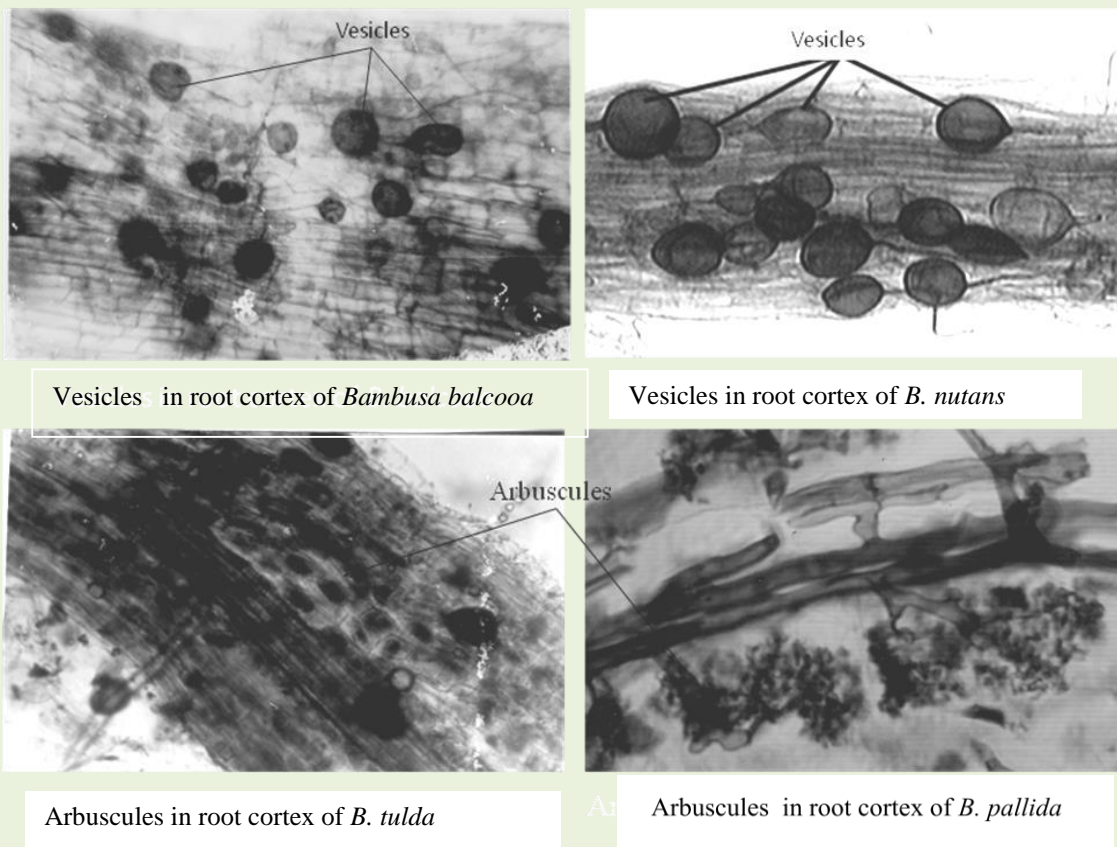 Vesicles
Vesicles
Vesicles in root cortex of Bambusa balcooa
Vesicles in root cortex of B. nutans
Arbuscules
Arbuscules in root cortex of B. tulda
Ar
Arbuscules in root cortex of B. pallida